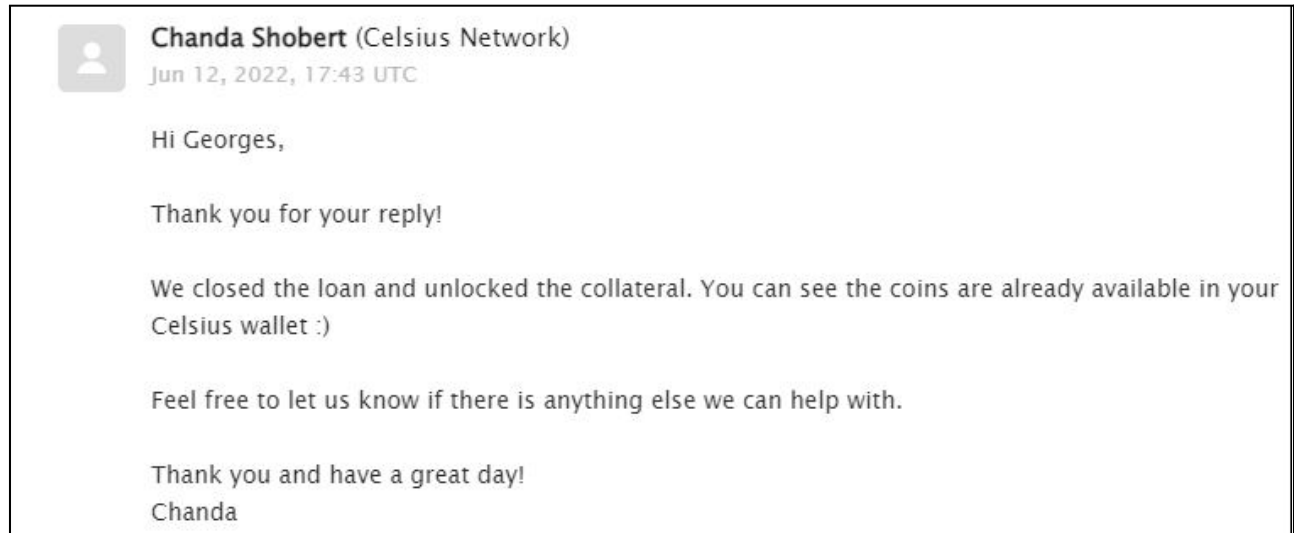 Chanda Shobert (Celsius Network)
Jun 12, 2022, 17:43 UTC
Hi Georges,
Thank you for your reply!
We closed the loan and unlocked the collateral. You can see the coins are already available in your
Celsius wallet :)
Feel free to let us know if there is anything else we can help with.
Thank you and have a great day!
Chanda